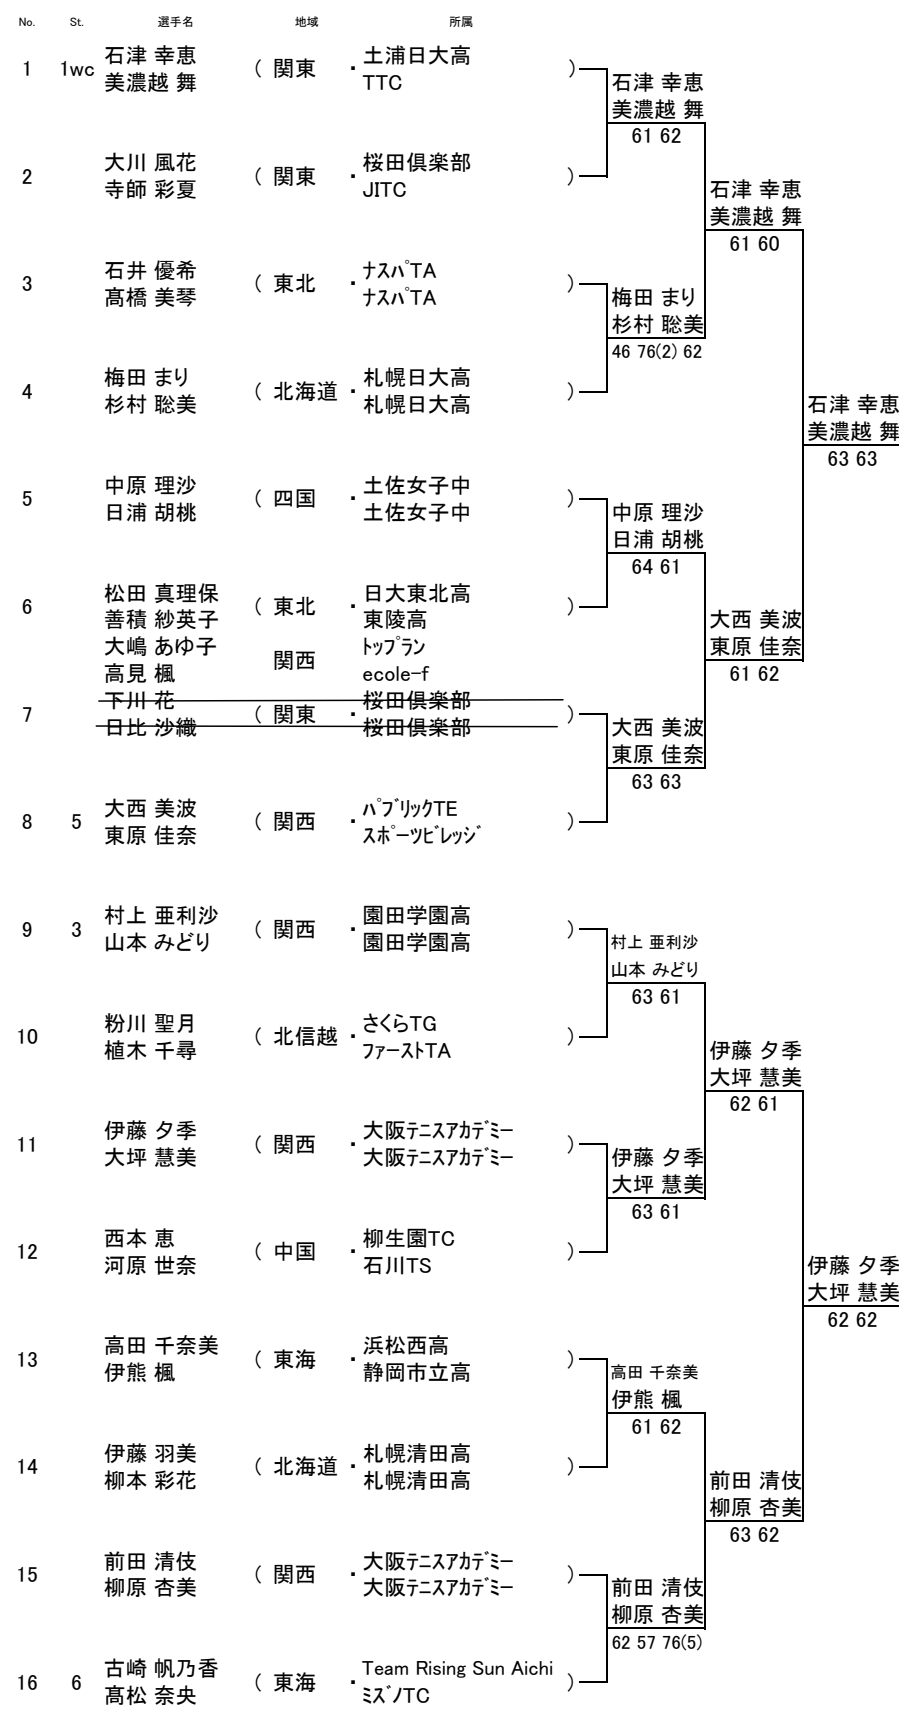 No. St. 選手名 地域 所属
石津 幸恵 土浦日大高
1 1wc ( 関東 ・ )
美濃越 舞 TTC
石津 幸恵
美濃越 舞
61 62
大川 風花 桜田倶楽部
2 ( 関東 ・ )
寺師 彩夏 JITC
石津 幸恵
美濃越 舞
61 60
石井 優希 ﾅｽﾊﾟTA
3 ( 東北 ・ )
髙橋 美琴 ﾅｽﾊﾟTA
梅田 まり
杉村 聡美
46 76(2) 62
梅田 まり 札幌日大高
4 ( 北海道 ・ )
杉村 聡美 札幌日大高
石津 幸恵
美濃越 舞
63 63
中原 理沙 土佐女子中
5 ( 四国 ・ )
日浦 胡桃 土佐女子中
中原 理沙
日浦 胡桃
64 61
松田 真理保 日大東北高
6 ( 東北 ・ )
善積 紗英子 東陵高
大西 美波
東原 佳奈
61 62
大嶋 あゆ子 ﾄｯﾌﾟﾗﾝ
関西
高見 楓 ecole-f
下川 花 桜田倶楽部
7 ( 関東 ・ )
日比 沙織 桜田倶楽部
大西 美波
東原 佳奈
63 63
大西 美波 ﾊﾟﾌﾞﾘｯｸTE
8 5 ( 関西 ・ )
東原 佳奈 ｽﾎﾟｰﾂﾋﾞﾚｯｼﾞ
村上 亜利沙 園田学園高
9 3 ( 関西 ・ )
山本 みどり 園田学園高
村上 亜利沙
山本 みどり
63 61
粉川 聖月 さくらTG
10 ( 北信越 ・ )
植木 千尋 ﾌｧｰｽﾄTA
伊藤 夕季
大坪 慧美
62 61
伊藤 夕季 大阪ﾃﾆｽｱｶﾃﾞﾐｰ
11 ( 関西 ・ )
大坪 慧美 大阪ﾃﾆｽｱｶﾃﾞﾐｰ
伊藤 夕季
大坪 慧美
63 61
西本 恵 柳生園TC
12 ( 中国 ・ )
河原 世奈 石川TS
伊藤 夕季
大坪 慧美
62 62
高田 千奈美 浜松西高
13 ( 東海 ・ )
伊熊 楓 静岡市立高
高田 千奈美
伊熊 楓
61 62
伊藤 羽美 札幌清田高
14 ( 北海道 ・ )
柳本 彩花 札幌清田高
前田 清伎
柳原 杏美
63 62
前田 清伎 大阪ﾃﾆｽｱｶﾃﾞﾐｰ
15 ( 関西 ・ )
柳原 杏美 大阪ﾃﾆｽｱｶﾃﾞﾐｰ
前田 清伎
柳原 杏美
62 57 76(5)
古崎 帆乃香 Team Rising Sun Aichi
16 6 ( 東海 ・ )
髙松 奈央 ﾐｽﾞﾉTC